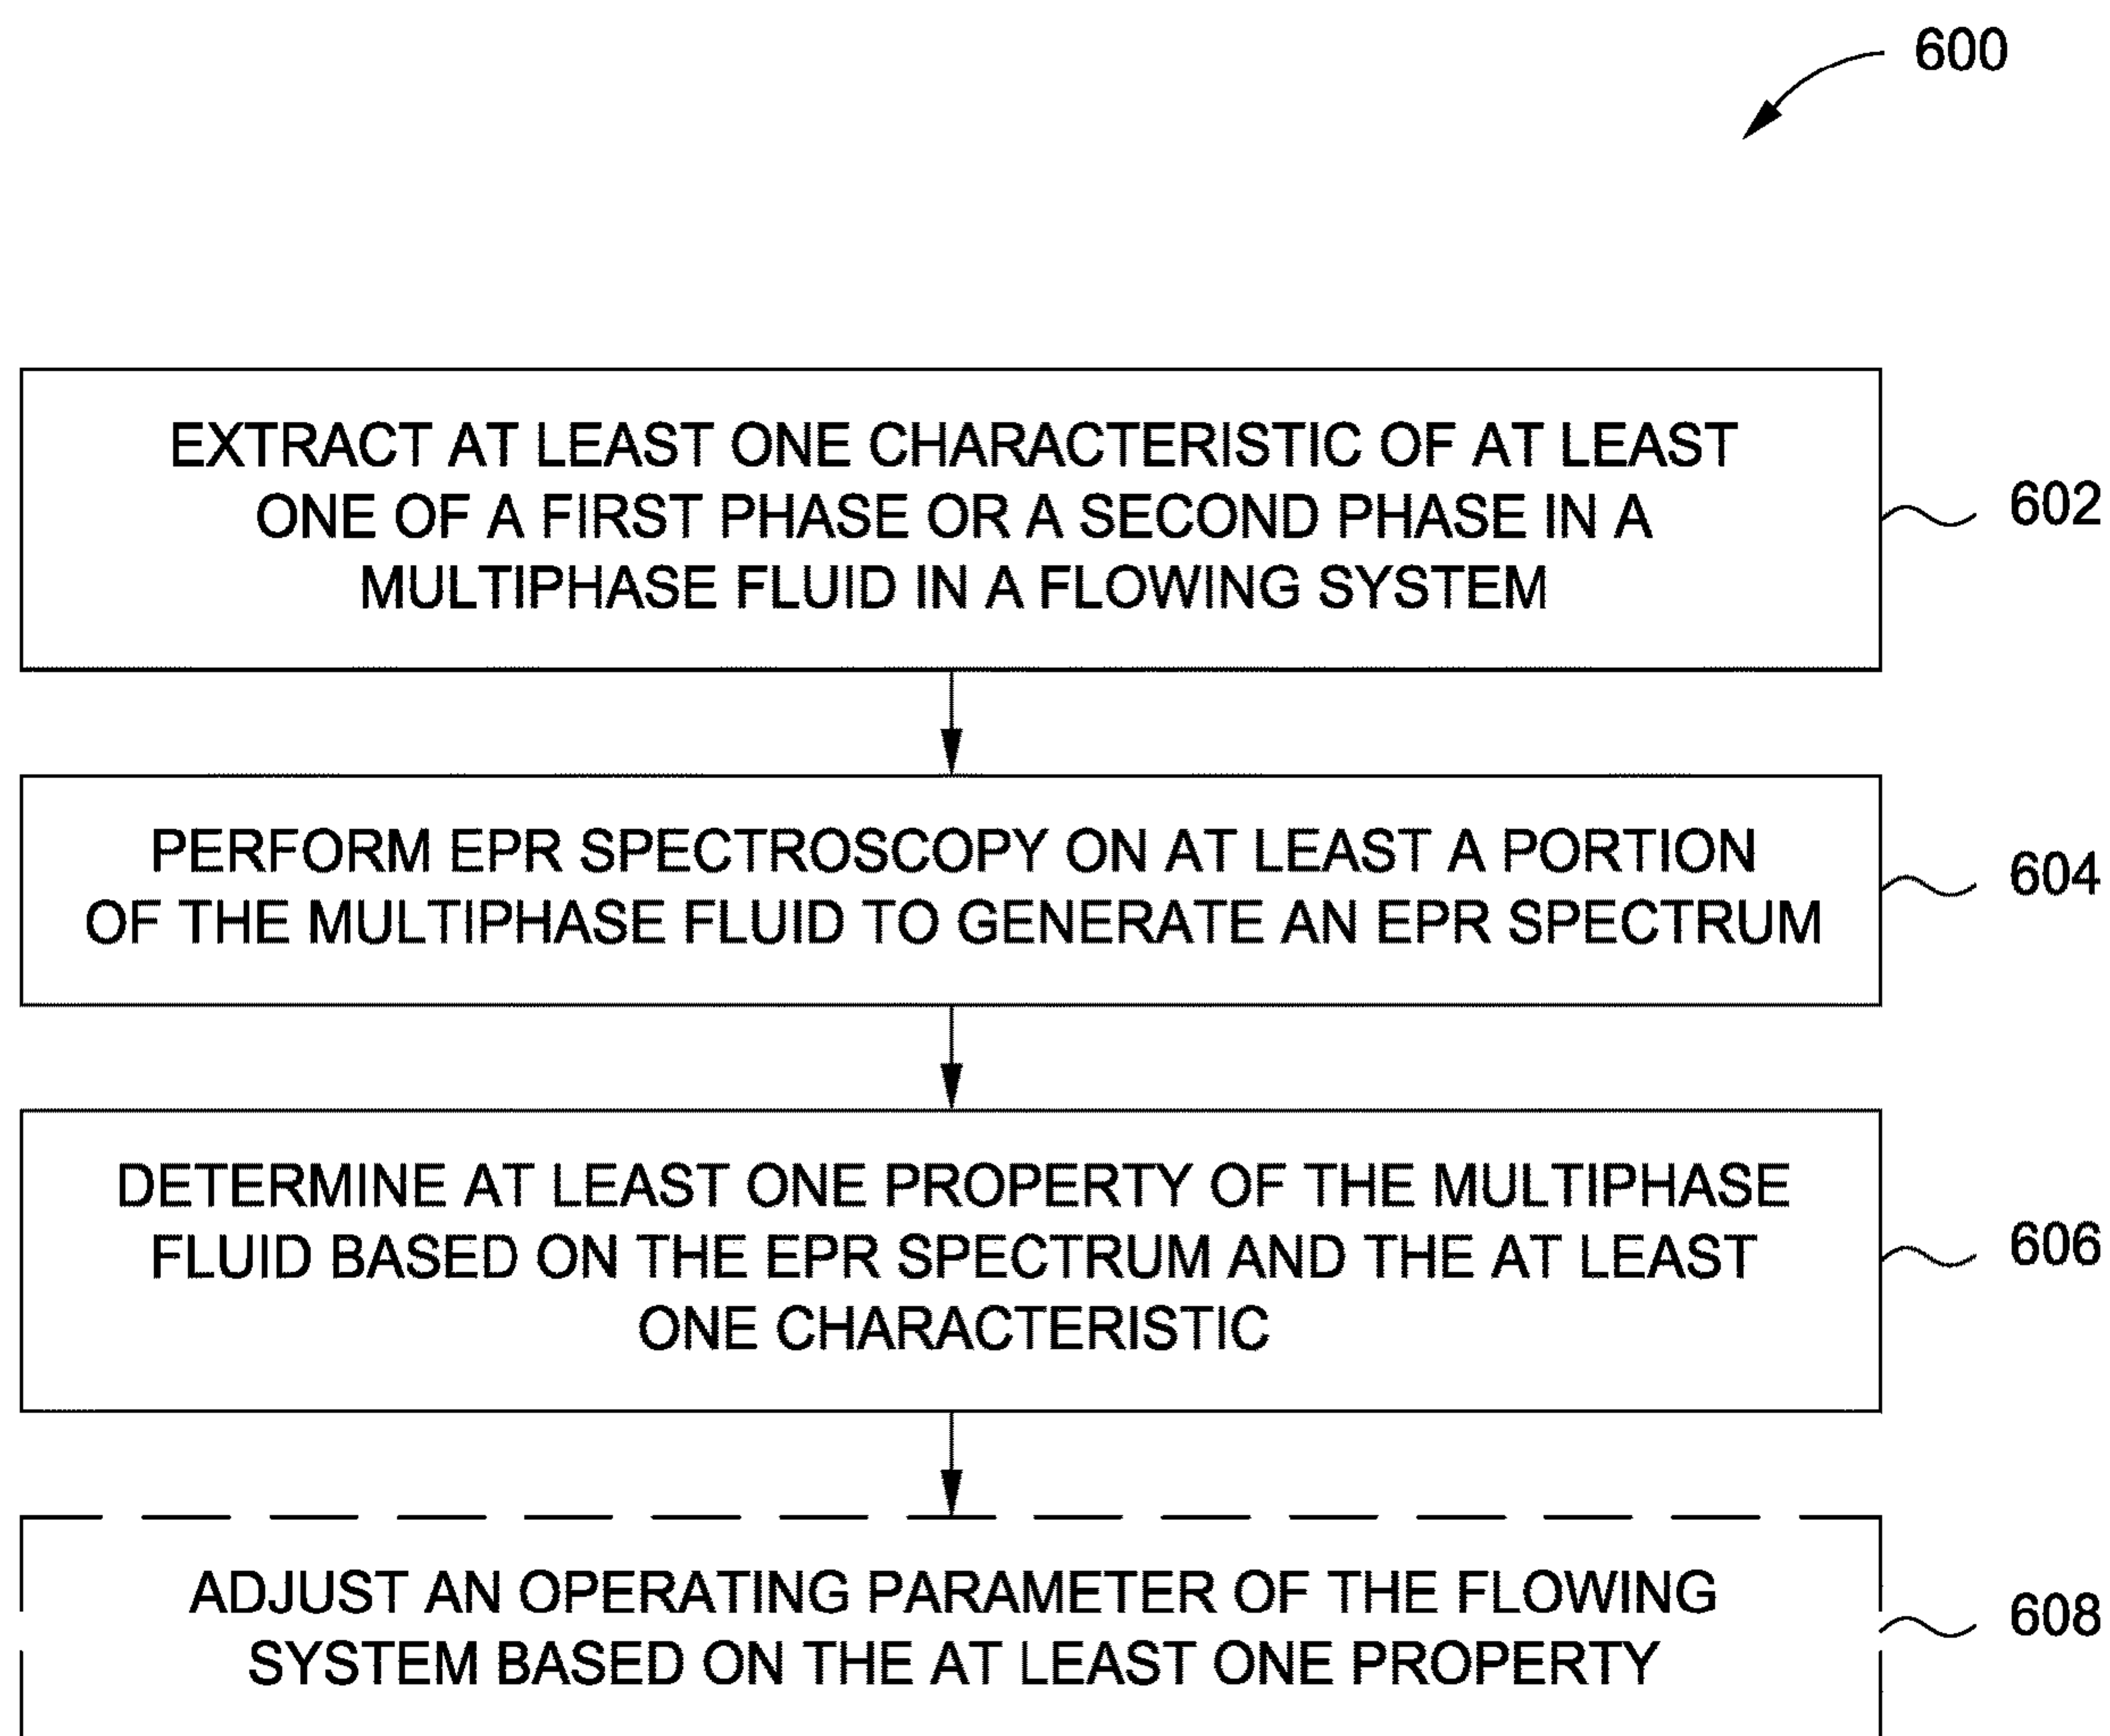 600
EXTRACT AT LEAST ONE CHARACTERISTIC OF AT LEAST
ONE OF A FIRST PHASE OR A SECOND PHASE IN A
MULTIPHASE FLUID IN A FLOWING SYSTEM
602
PERFORM EPR SPECTROSCOPY ON AT LEAST A PORTION
OF THE MULTIPHASE FLUID TO GENERATE AN EPR SPECTRUM
604
DETERMINE AT LEAST ONE PROPERTY OF THE MULTIPHASE
FLUID BASED ON THE EPR SPECTRUM AND THE AT LEAST
ONE CHARACTERISTIC
606
ADJUST AN OPERATING PARAMETER OF THE FLOWING
SYSTEM BASED ON THE AT LEAST ONE PROPERTY
608